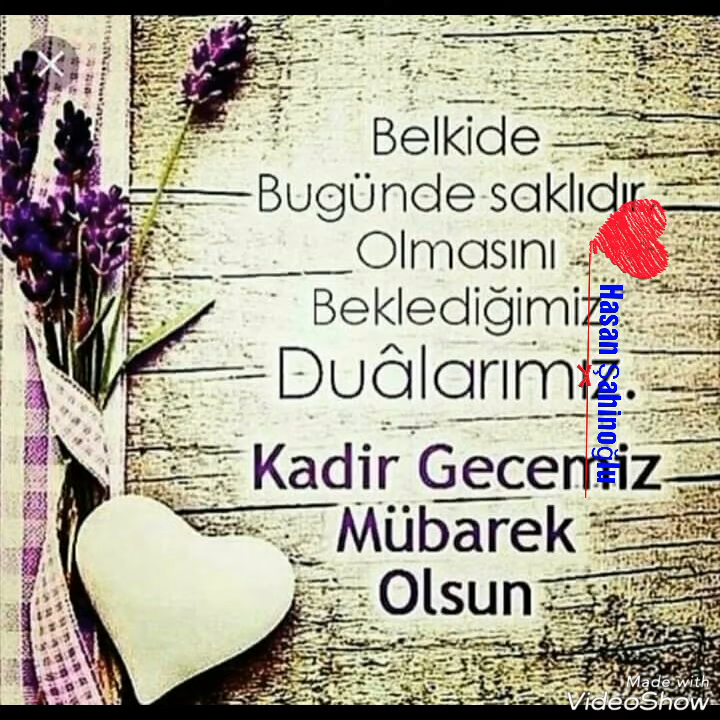 Belkide
Bugünde saklıdır
Olmasını
Beklediğimiz
Duâlarımız.
Kadir Gecemiz
Mübarek
Olsun
Hasan Şahinoğlu
Made with
VideoShow